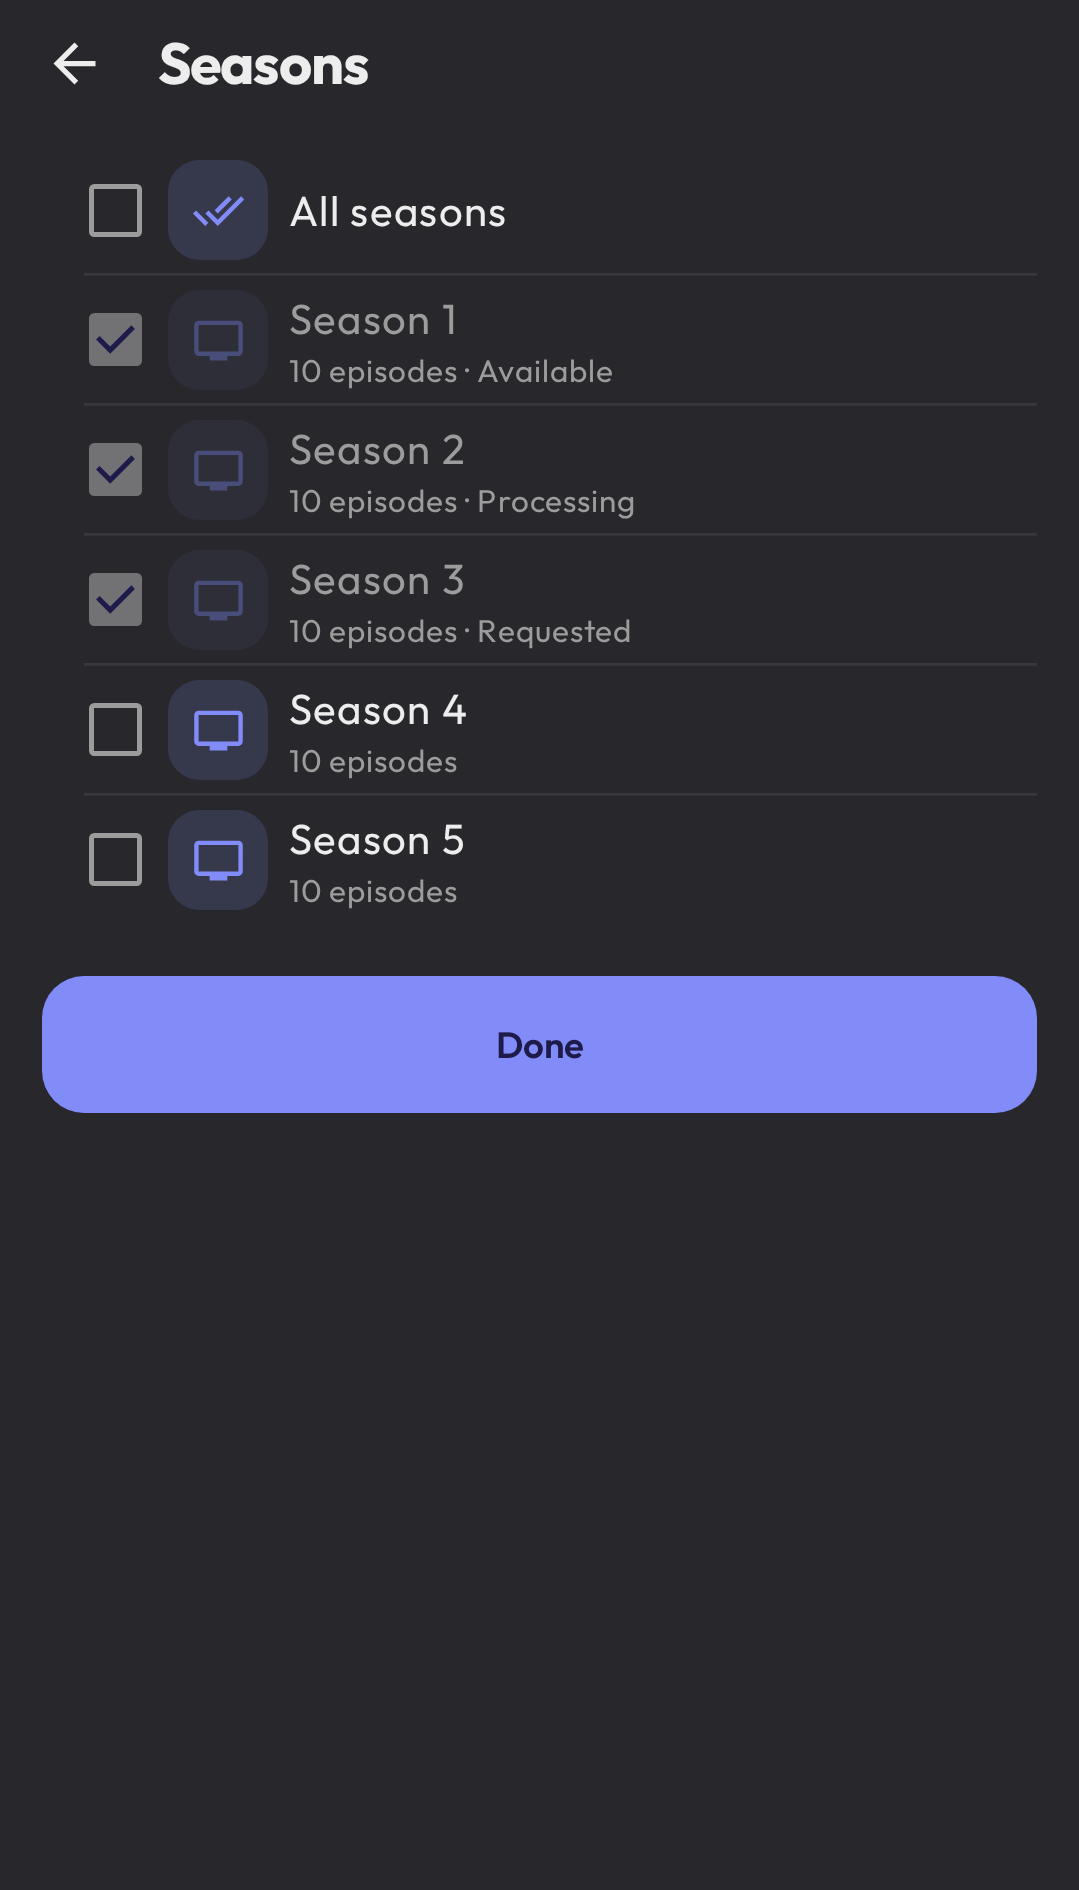 Seasons
All seasons
Season 1
10 episodes · Available
Season 2
10 episodes · Processing
Season 3
10 episodes · Requested
Season 4
10 episodes
Season 5
10 episodes
Done